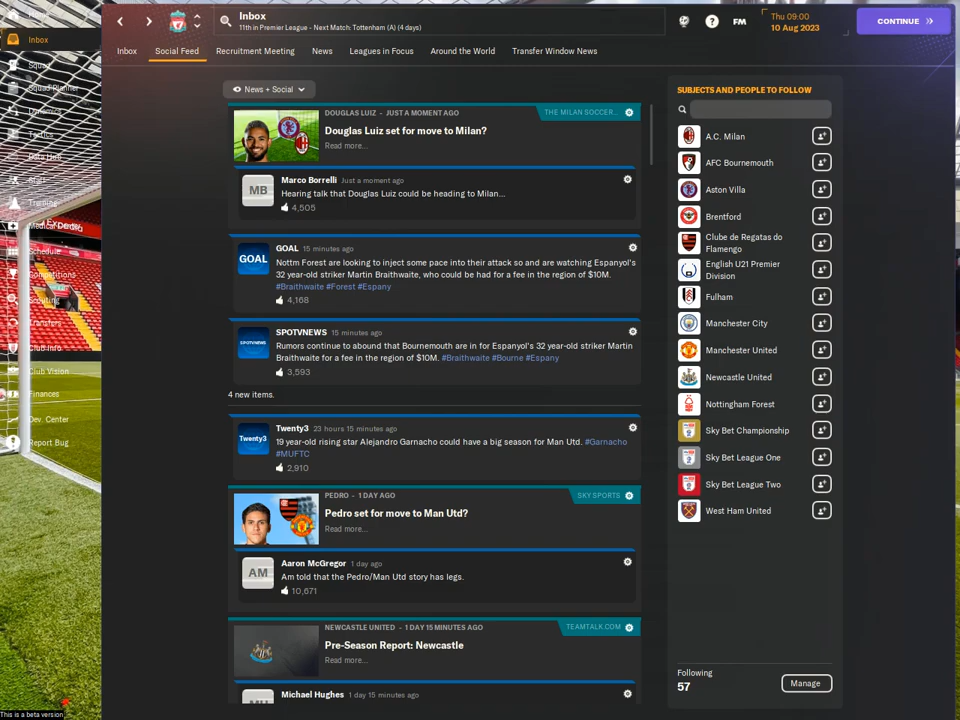 Inbox
11th in Premier League - Next Match: Tottenham (A) (4 days)
FM
Thu 09:00
10 Aug 2023
CONTINUE
Inbox
Social Feed
Recruitment Meeting
News
Leagues in Focus
Around the World
Transfer Window News
Inbox
Squad Planner
Medical Centre
Schedule
Competitions
Scouting
Transfers
Club Info
Club Vision
Finances
Dev. Center
Report Bug
This is a beta version
News + Social
DOUGLAS LUIZ - JUST A MOMENT AGO
THE MILAN SOCCER...
Douglas Luiz set for move to Milan?
Read more...
MB
Marco Borrelli Just a moment ago
Hearing talk that Douglas Luiz could be heading to Milan...
4,505
GOAL
GOAL 15 minutes ago
Nottm Forest are looking to inject some pace into their attack so and are watching Espanyol's
32 year-old striker Martin Braithwaite, who could be had for a fee in the region of $10M.
#Braithwaite #Forest #Espany
4,168
SPOTVNEWS
SPOTVNEWS 15 minutes ago
Rumors continue to abound that Bournemouth are in for Espanyol's 32 year-old striker Martin
Braithwaite for a fee in the region of $10M. #Braithwaite #Bourne #Espany
3,593
4 new items.
Twenty3
Twenty3 23 hours 15 minutes ago
19 year-old rising star Alejandro Garnacho could have a big season for Man Utd. #Garnacho
#MUFTC
2,910
PEDRO - 1 DAY AGO
SKY SPORTS
Pedro set for move to Man Utd?
Read more...
AM
Aaron McGregor 1 day ago
Am told that the Pedro/Man Utd story has legs.
10,671
NEWCASTLE UNITED - 1 DAY 15 MINUTES AGO
TEAMTALK.COM
Pre-Season Report: Newcastle
Read more...
Michael Hughes 1 day 15 minutes ago
SUBJECTS AND PEOPLE TO FOLLOW
A.C. Milan
AFC Bournemouth
Aston Villa
Brentford
Clube de Regatas do
Flamengo
English U21 Premier
Division
Fulham
Manchester City
Manchester United
Newcastle United
Nottingham Forest
Sky Bet Championship
Sky Bet League One
Sky Bet League Two
West Ham United
Following
57
Manage